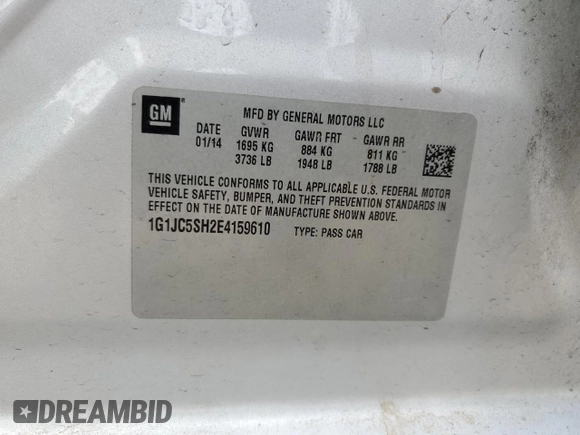 GM
MFD BY GENERAL MOTORS LLC
DATE GVWR GAWR FRT GAWR RR
01/14 1695 KG 884 KG 811 KG
3736 LB 1948 LB 1788 LB
THIS VEHICLE CONFORMS TO ALL APPLICABLE U.S. FEDERAL MOTOR
VEHICLE SAFETY, BUMPER, AND THEFT PREVENTION STANDARDS IN
EFFECT ON THE DATE OF MANUFACTURE SHOWN ABOVE.
1G1JC5SH2E4159610 TYPE: PASS CAR
DREAMBID